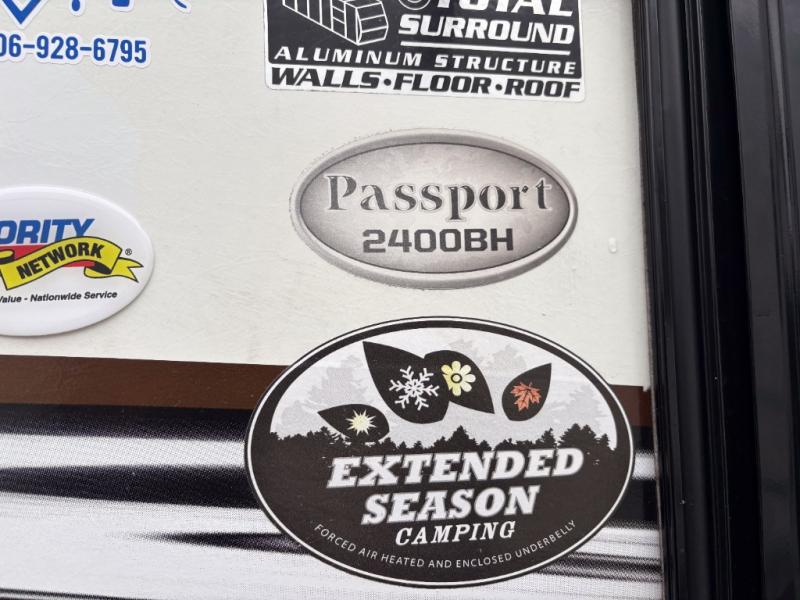 06-928-6795
TOTAL
SURROUND
ALUMINUM STRUCTURE
WALLS•FLOOR•ROOF
Passport
2400BH
ORITY
NETWORK®
Value - Nationwide Service
EXTENDED
SEASON
CAMPING
FORCED AIR HEATED AND ENCLOSED UNDERBELLY